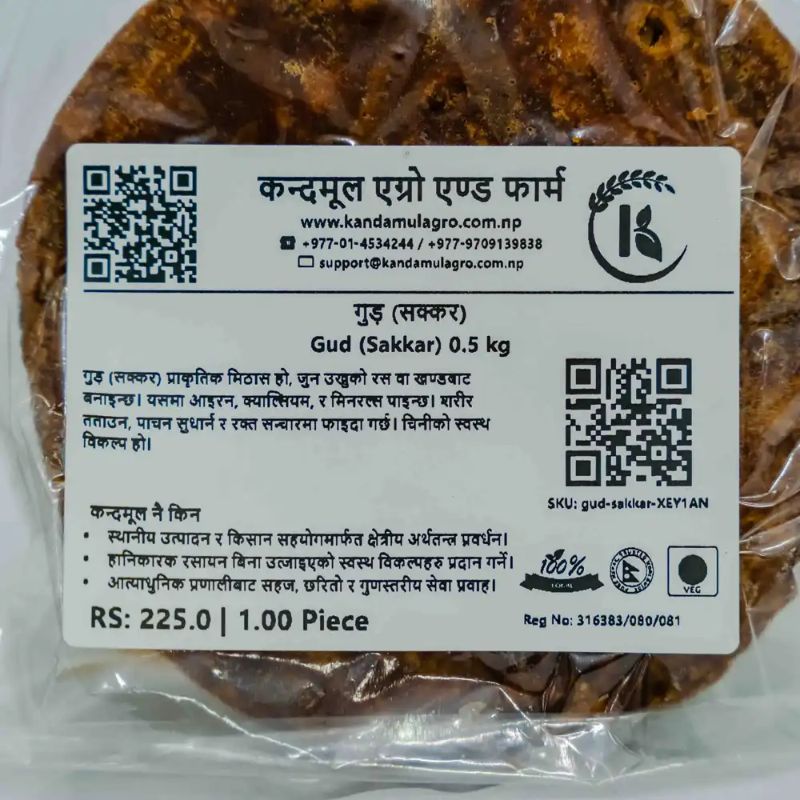 कन्दमूल एग्रो एण्ड फार्म
www.kandamulagro.com.np
+977-01-4534244 / +977-9709139838
support@kandamulagro.com.np
गुड़ (सक्कर)
Gud (Sakkar) 0.5 kg
गुड़ (सक्कर) प्राकृतिक मिठास हो, जुन उखुको रस वा खण्डबाट
बनाइन्छ। यसमा आइरन, क्याल्सियम, र मिनरल्स पाइन्छ। शरीर
तताउन, पाचन सुधार्न र रक्त सन्चारमा फाइदा गर्छ। चिनीको स्वस्थ
विकल्प हो।
SKU: gud-sakkar-XEY1AN
कन्दमूल नै किन
• स्थानीय उत्पादन र किसान सहयोगमार्फत क्षेत्रीय अर्थतन्त्र प्रवर्धन।
• हानिकारक रसायन बिना उब्जाइएको स्वस्थ विकल्पहरु प्रदान गर्ने।
• आत्याधुनिक प्रणालीबाट सहज, छरितो र गुणस्तरीय सेवा प्रवाह।
100%
LOCAL
VEG
RS: 225.0 | 1.00 Piece
Reg No: 316383/080/081